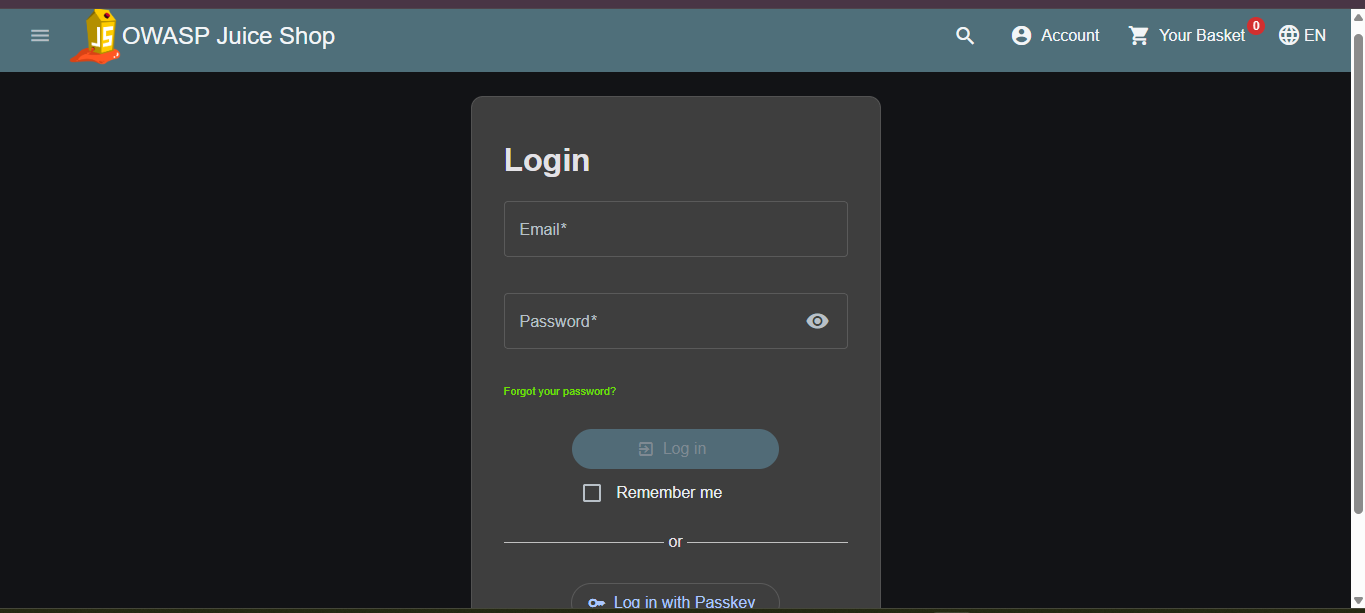 JS
OWASP Juice Shop
Account
Your Basket
0
EN
Login
Email*
Password*
Forgot your password?
Log in
Remember me
or
Log in with Passkey